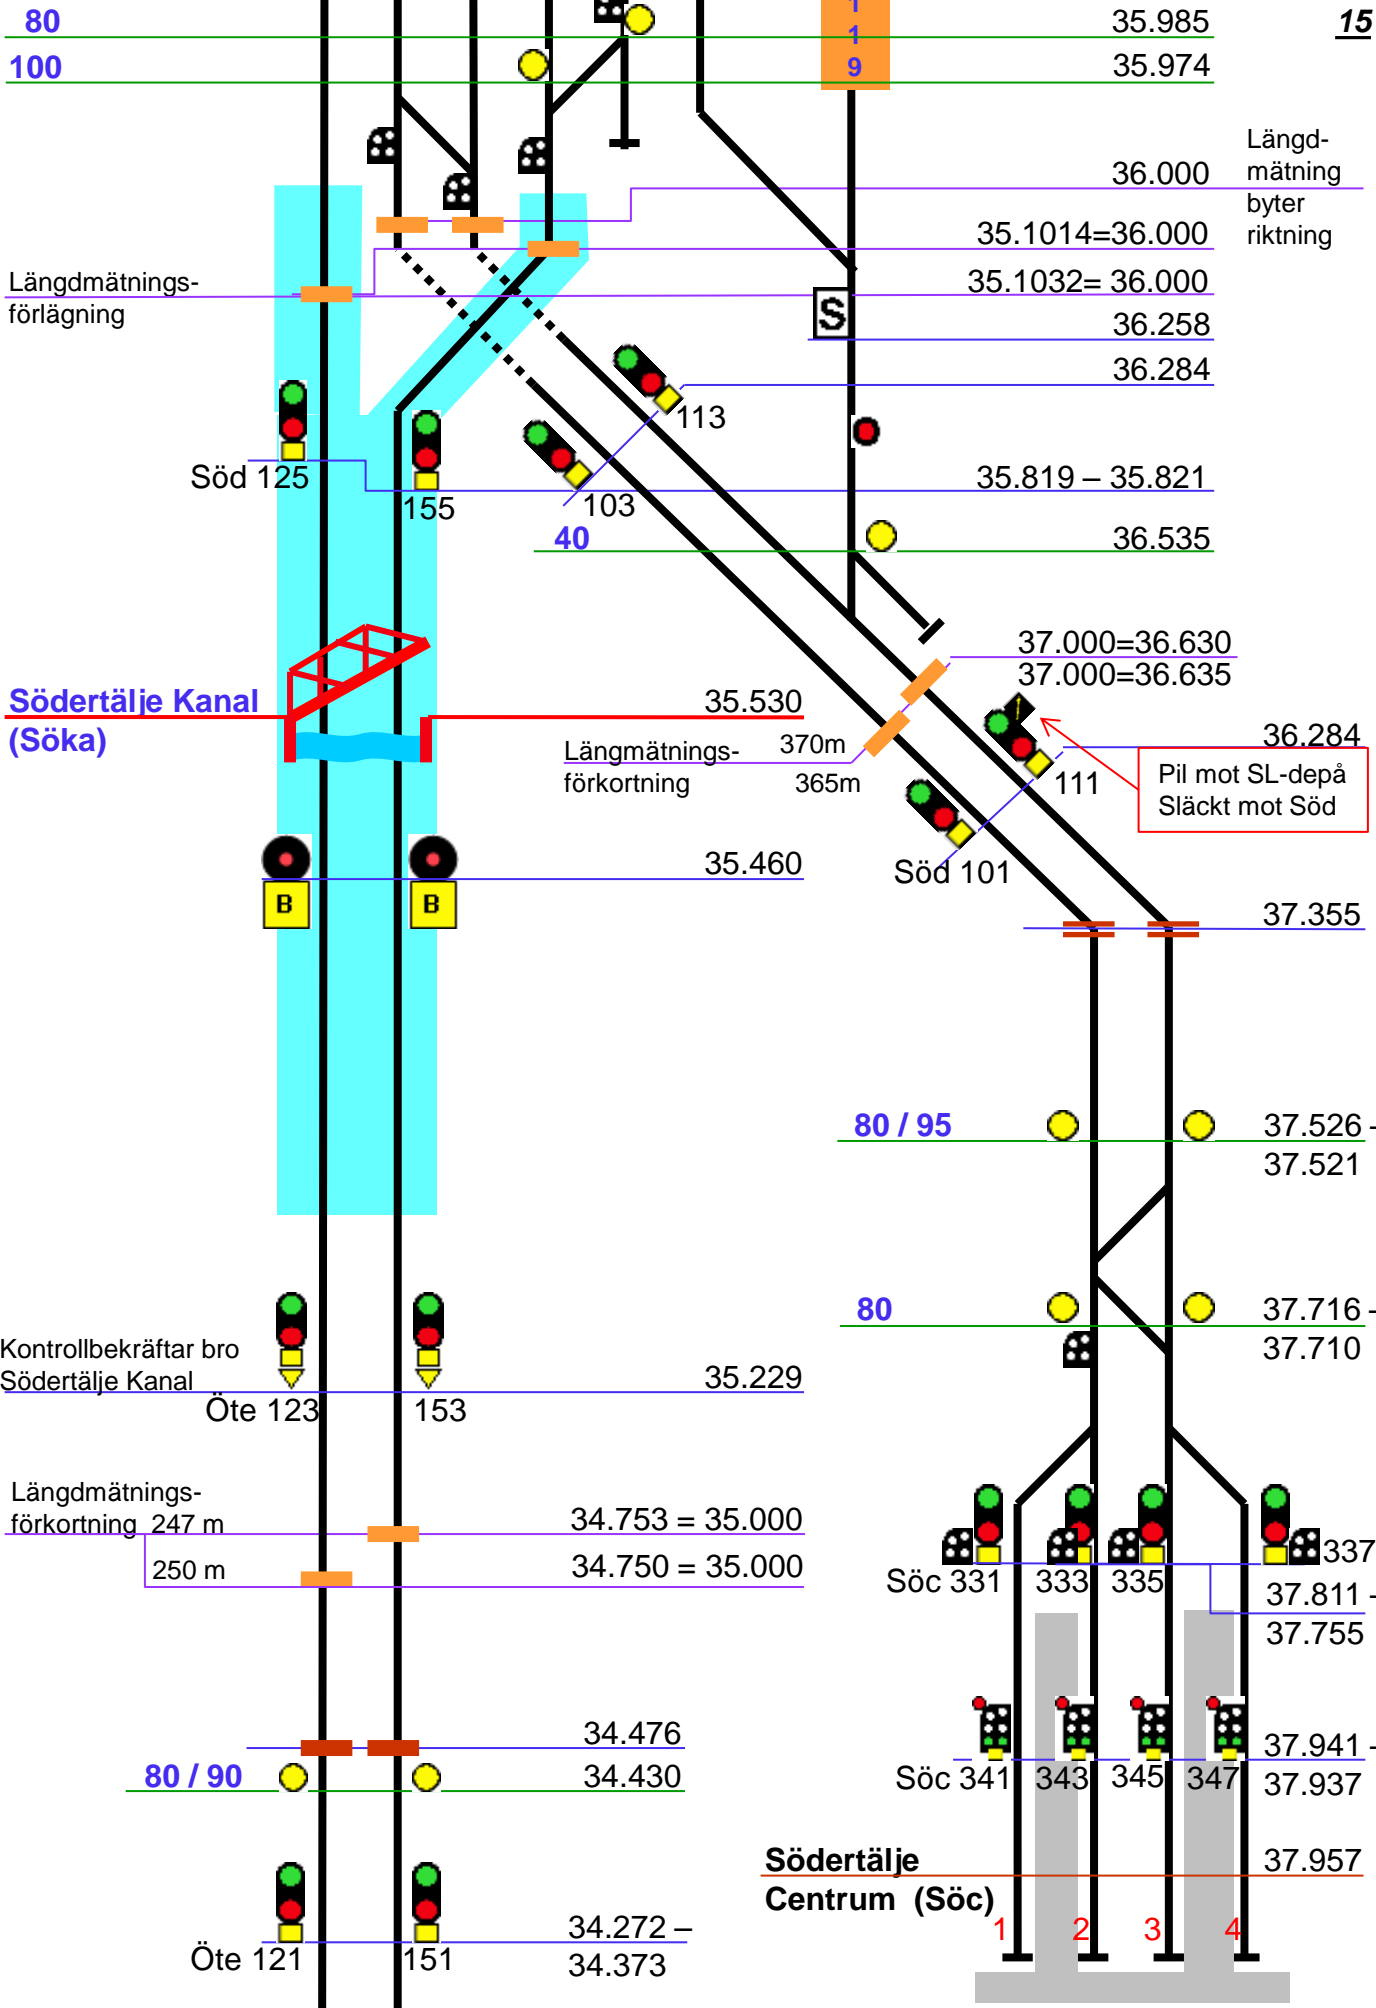 80
35.985
15
100
35.974
1
1
9
Längd-
mätning
byter
riktning
36.000
35.1014=36.000
Längdmätnings-
förlägning
35.1032= 36.000
S
36.258
36.284
113
Söd 125
155
103
35.819 – 35.821
40
36.535
37.000=36.630
37.000=36.635
Södertälje Kanal
(Söka)
35.530
Längmätnings-
förkortning
370m
365m
36.284
111
Pil mot SL-depå
Släckt mot Söd
Söd 101
35.460
B
B
37.355
80 / 95
37.526 -
37.521
80
37.716 -
37.710
Kontrollbekräftar bro
Södertälje Kanal
35.229
Öte 123
153
Längdmätnings-
förkortning 247 m
34.753 = 35.000
250 m
34.750 = 35.000
Söc 331
333
335
337
37.811 -
37.755
34.476
80 / 90
34.430
Söc 341
343
345
347
37.941 -
37.937
Södertälje
Centrum (Söc)
37.957
1
2
3
4
Öte 121
151
34.272 –
34.373